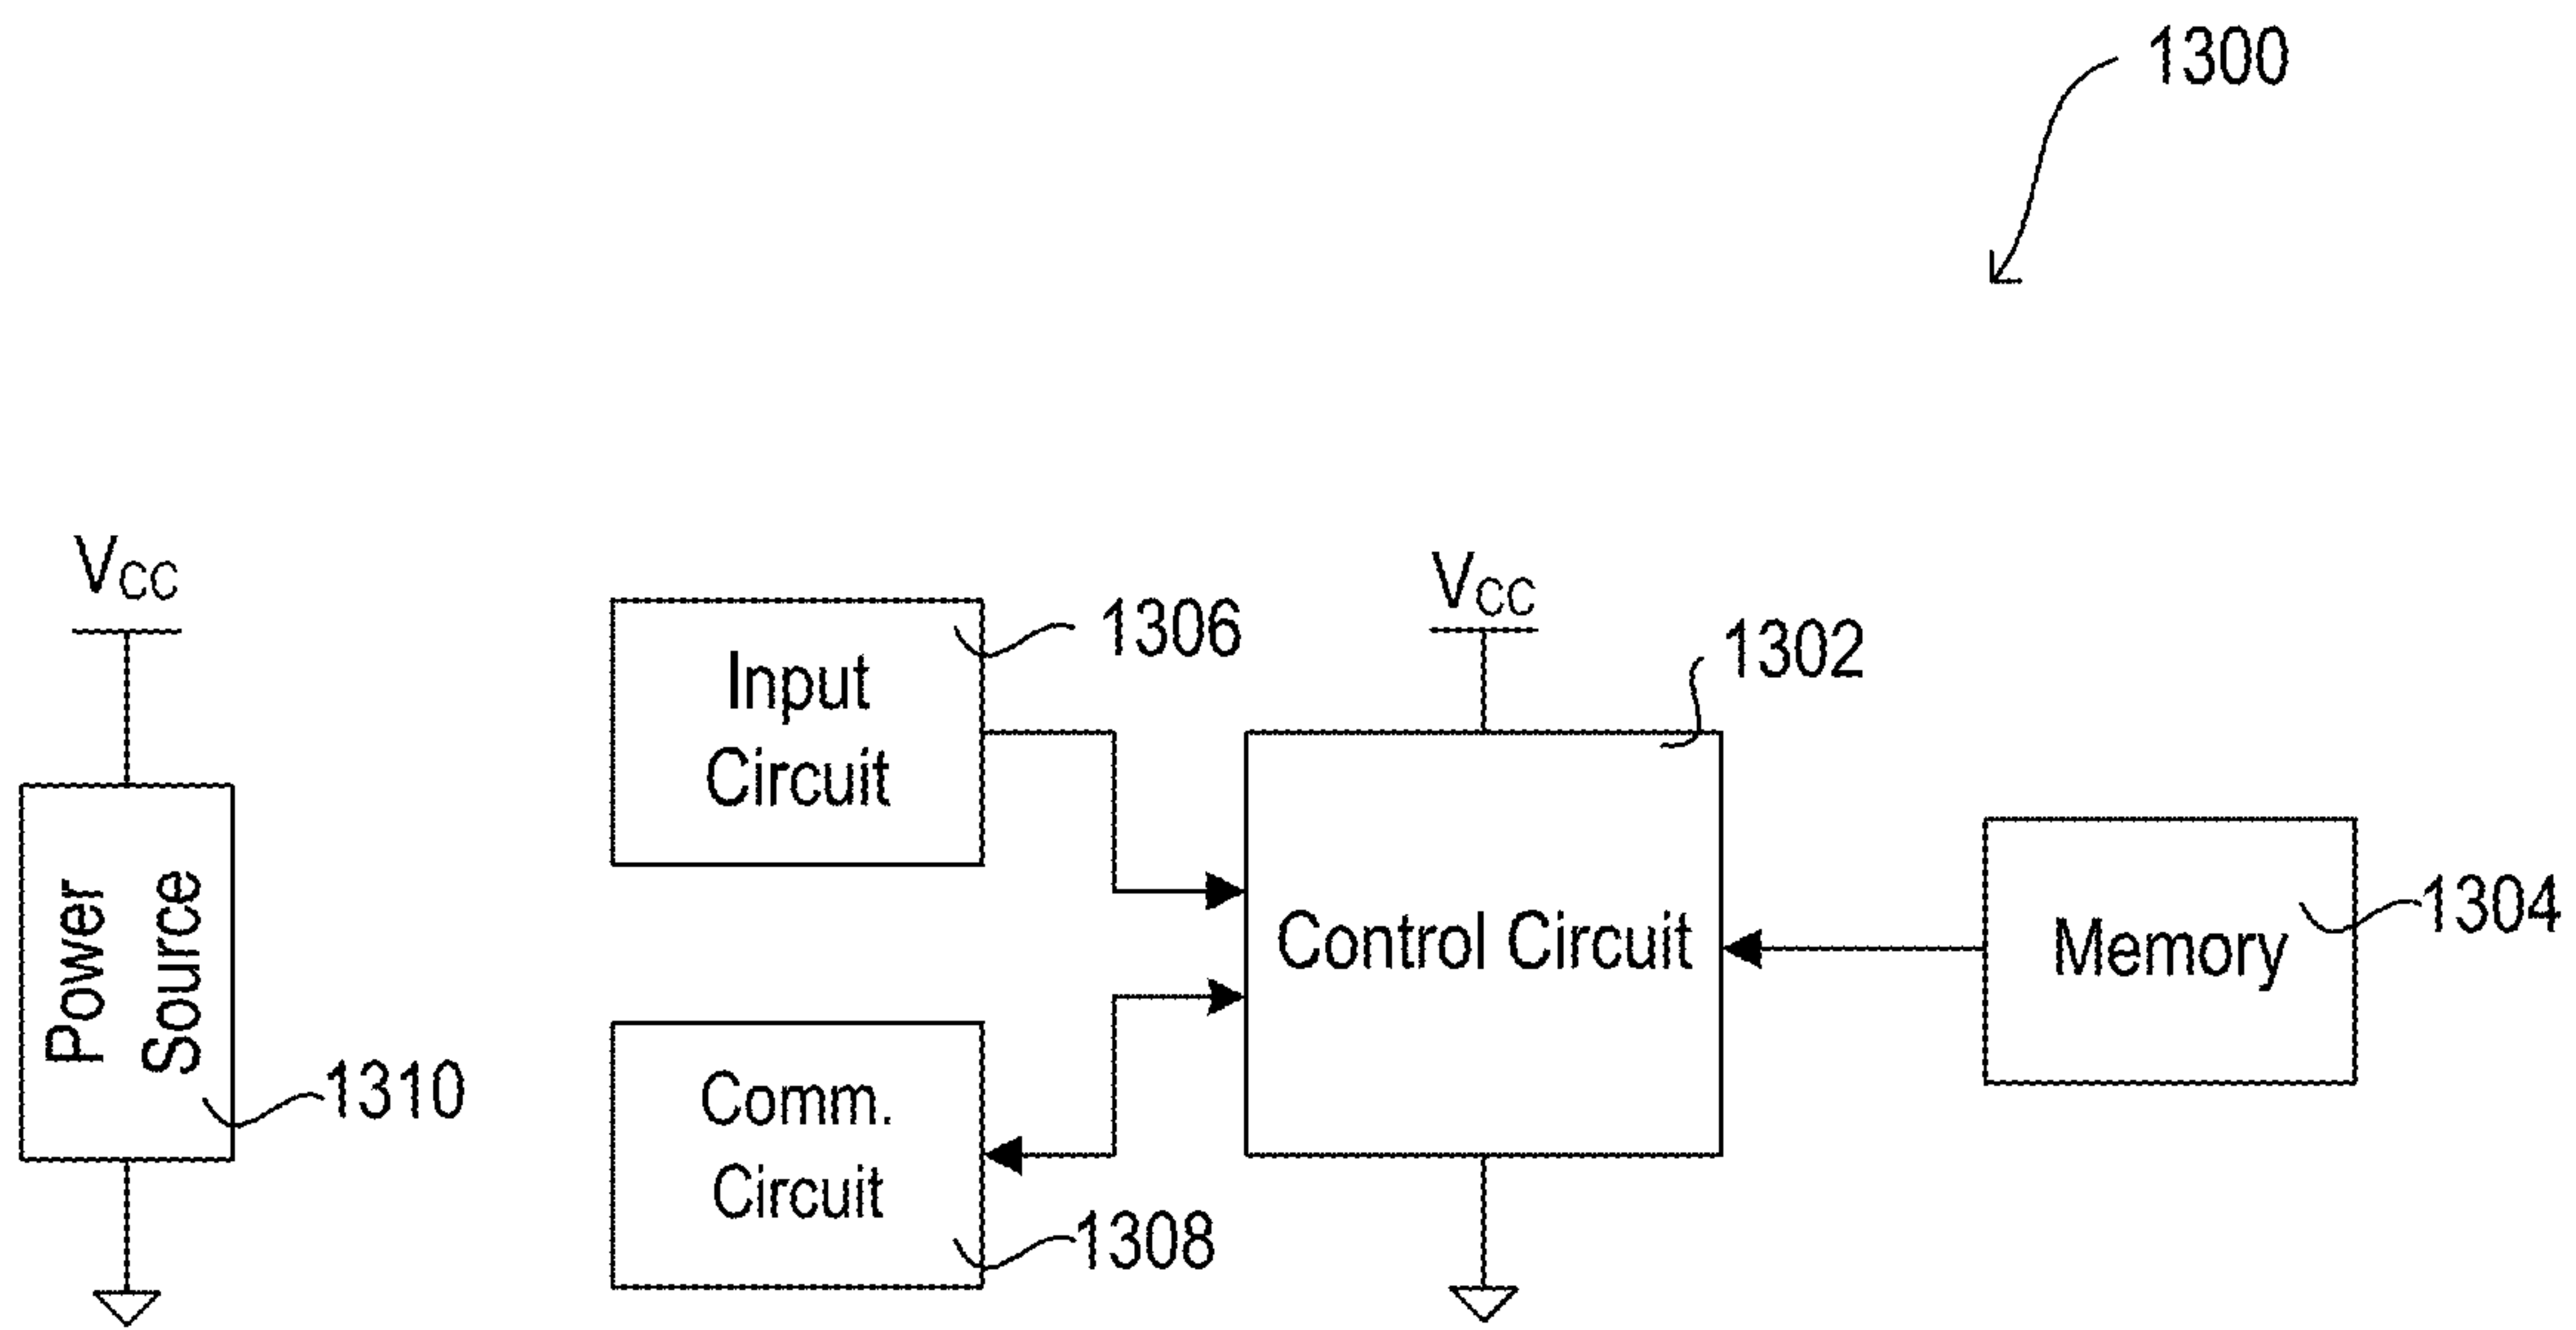 1300
VCC
Power
Source
1310
Input
Circuit
1306
Comm.
Circuit
1308
VCC
1302
Control Circuit
Memory
1304